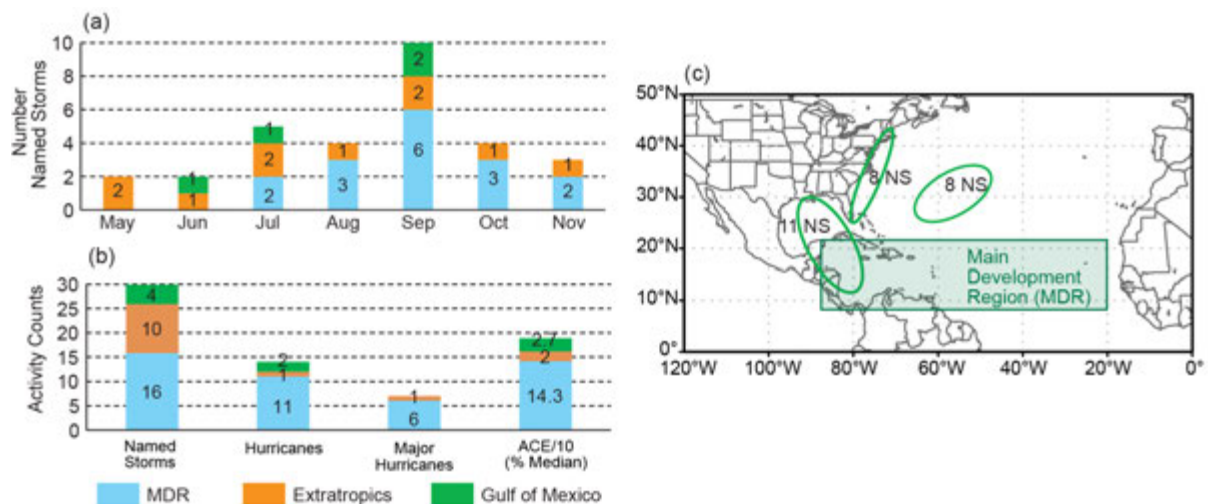 (a)
Number
Named Storms
10
8
6
4
2
0
2
1
1
1
2
2
1
3
2
2
6
1
3
1
2
May Jun Jul Aug Sep Oct Nov
(b)
Activity Counts
30
25
20
15
10
5
0
4
10
16
2
1
11
1
6
2.7
2
14.3
Named
Storms
Hurricanes
Major
Hurricanes
ACE/10
(% Median)
MDR Extratropics Gulf of Mexico
(c)
50°N
40°N
30°N
20°N
10°N
0°
8 NS
8 NS
11 NS
Main
Development
Region (MDR)
120°W 100°W 80°W 60°W 40°W 20°W 0°